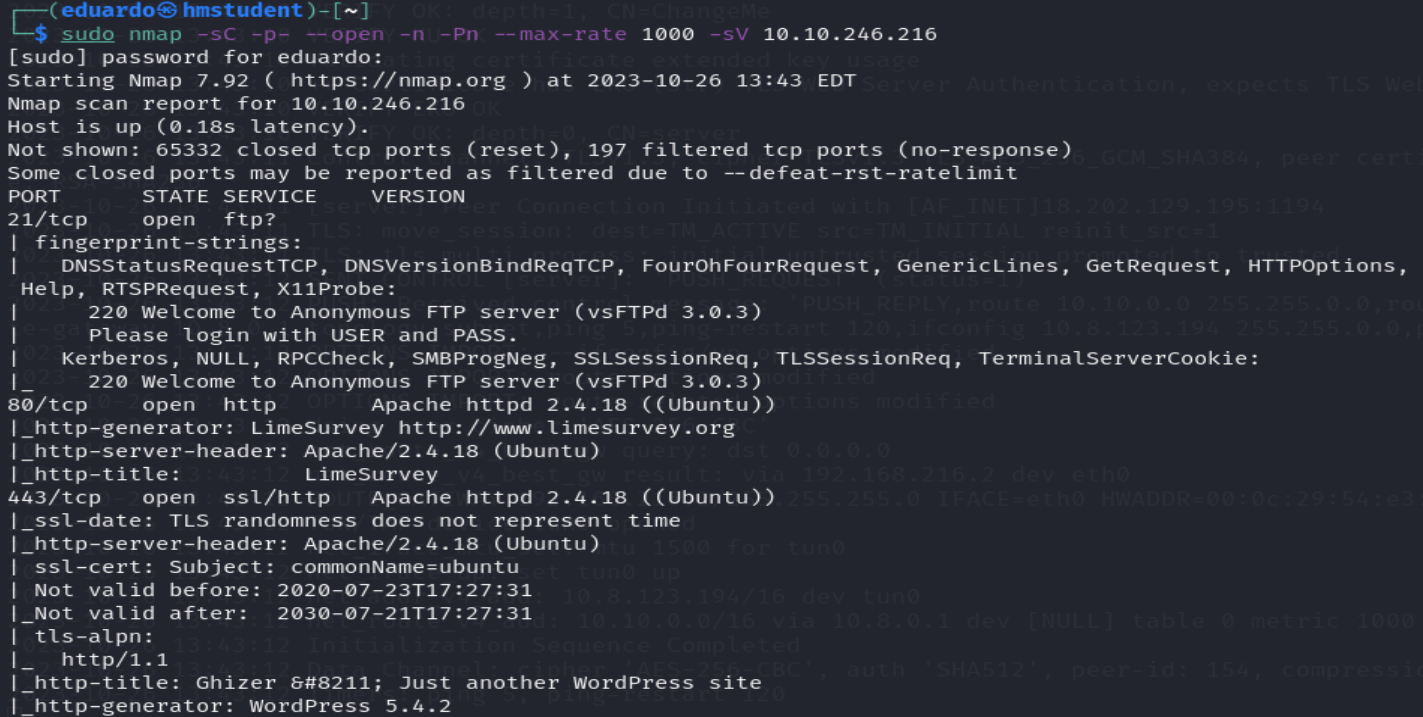 ┌──(eduardo㉿hmstudent)-[~]
└─$ sudo nmap -sC -p- --open -n -Pn --max-rate 1000 -sV 10.10.246.216
[sudo] password for eduardo:
Starting Nmap 7.92 ( https://nmap.org ) at 2023-10-26 13:43 EDT
Nmap scan report for 10.10.246.216
Host is up (0.18s latency).
Not shown: 65332 closed tcp ports (reset), 197 filtered tcp ports (no-response)
Some closed ports may be reported as filtered due to --defeat-rst-ratelimit
PORT      STATE SERVICE    VERSION
21/tcp    open  ftp?
| fingerprint-strings:
|   DNSStatusRequestTCP, DNSVersionBindReqTCP, FourOhFourRequest, GenericLines, GetRequest, HTTPOptions,
 Help, RTSPRequest, X11Probe:
|     220 Welcome to Anonymous FTP server (vsFTPd 3.0.3)
|     Please login with USER and PASS.
|   Kerberos, NULL, RPCCheck, SMBProgNeg, SSLSessionReq, TLSSessionReq, TerminalServerCookie:
|_    220 Welcome to Anonymous FTP server (vsFTPd 3.0.3)
80/tcp    open  http       Apache httpd 2.4.18 ((Ubuntu))
|_http-generator: LimeSurvey http://www.limesurvey.org
|_http-server-header: Apache/2.4.18 (Ubuntu)
|_http-title:         LimeSurvey
443/tcp   open  ssl/http   Apache httpd 2.4.18 ((Ubuntu))
|_ssl-date: TLS randomness does not represent time
|_http-server-header: Apache/2.4.18 (Ubuntu)
| ssl-cert: Subject: commonName=ubuntu
| Not valid before: 2020-07-23T17:27:31
|_Not valid after:  2030-07-21T17:27:31
| tls-alpn:
|_  http/1.1
|_http-title: Ghizer &#8211; Just another WordPress site
|_http-generator: WordPress 5.4.2